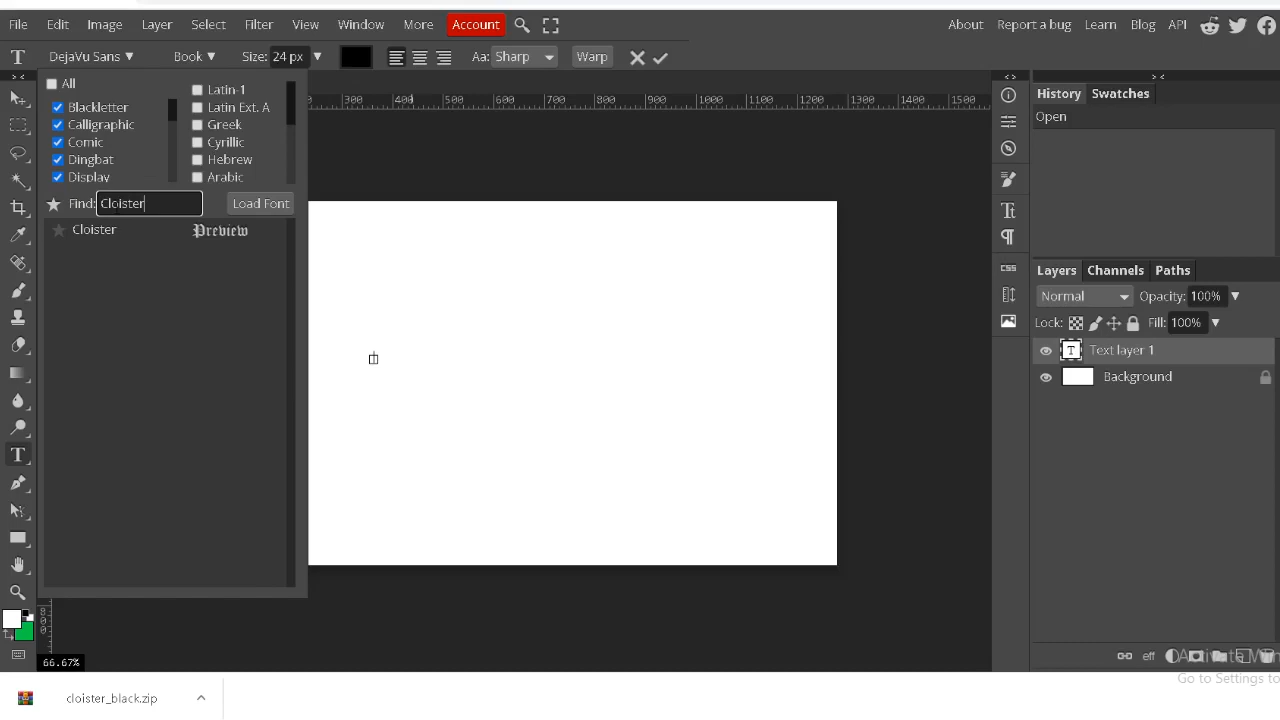 File Edit Image Layer Select Filter View Window More Account About Report a bug Learn Blog API
T DejaVu Sans Book Size: 24 px Aa: Sharp Warp
All
Blackletter
Calligraphic
Comic
Dingbat
Display
Latin-1
Latin Ext. A
Greek
Cyrillic
Hebrew
Arabic
Find: Cloister Load Font
Cloister Preview
300 400 500 600 700 800 900 1000 1100 1200 1300 1400 1500
History Swatches
Open
CSS
Layers Channels Paths
Normal Opacity: 100%
Lock: Fill: 100%
T Text layer 1
Background
eff
66.67%
Go to Settings to
cloister_black.zip